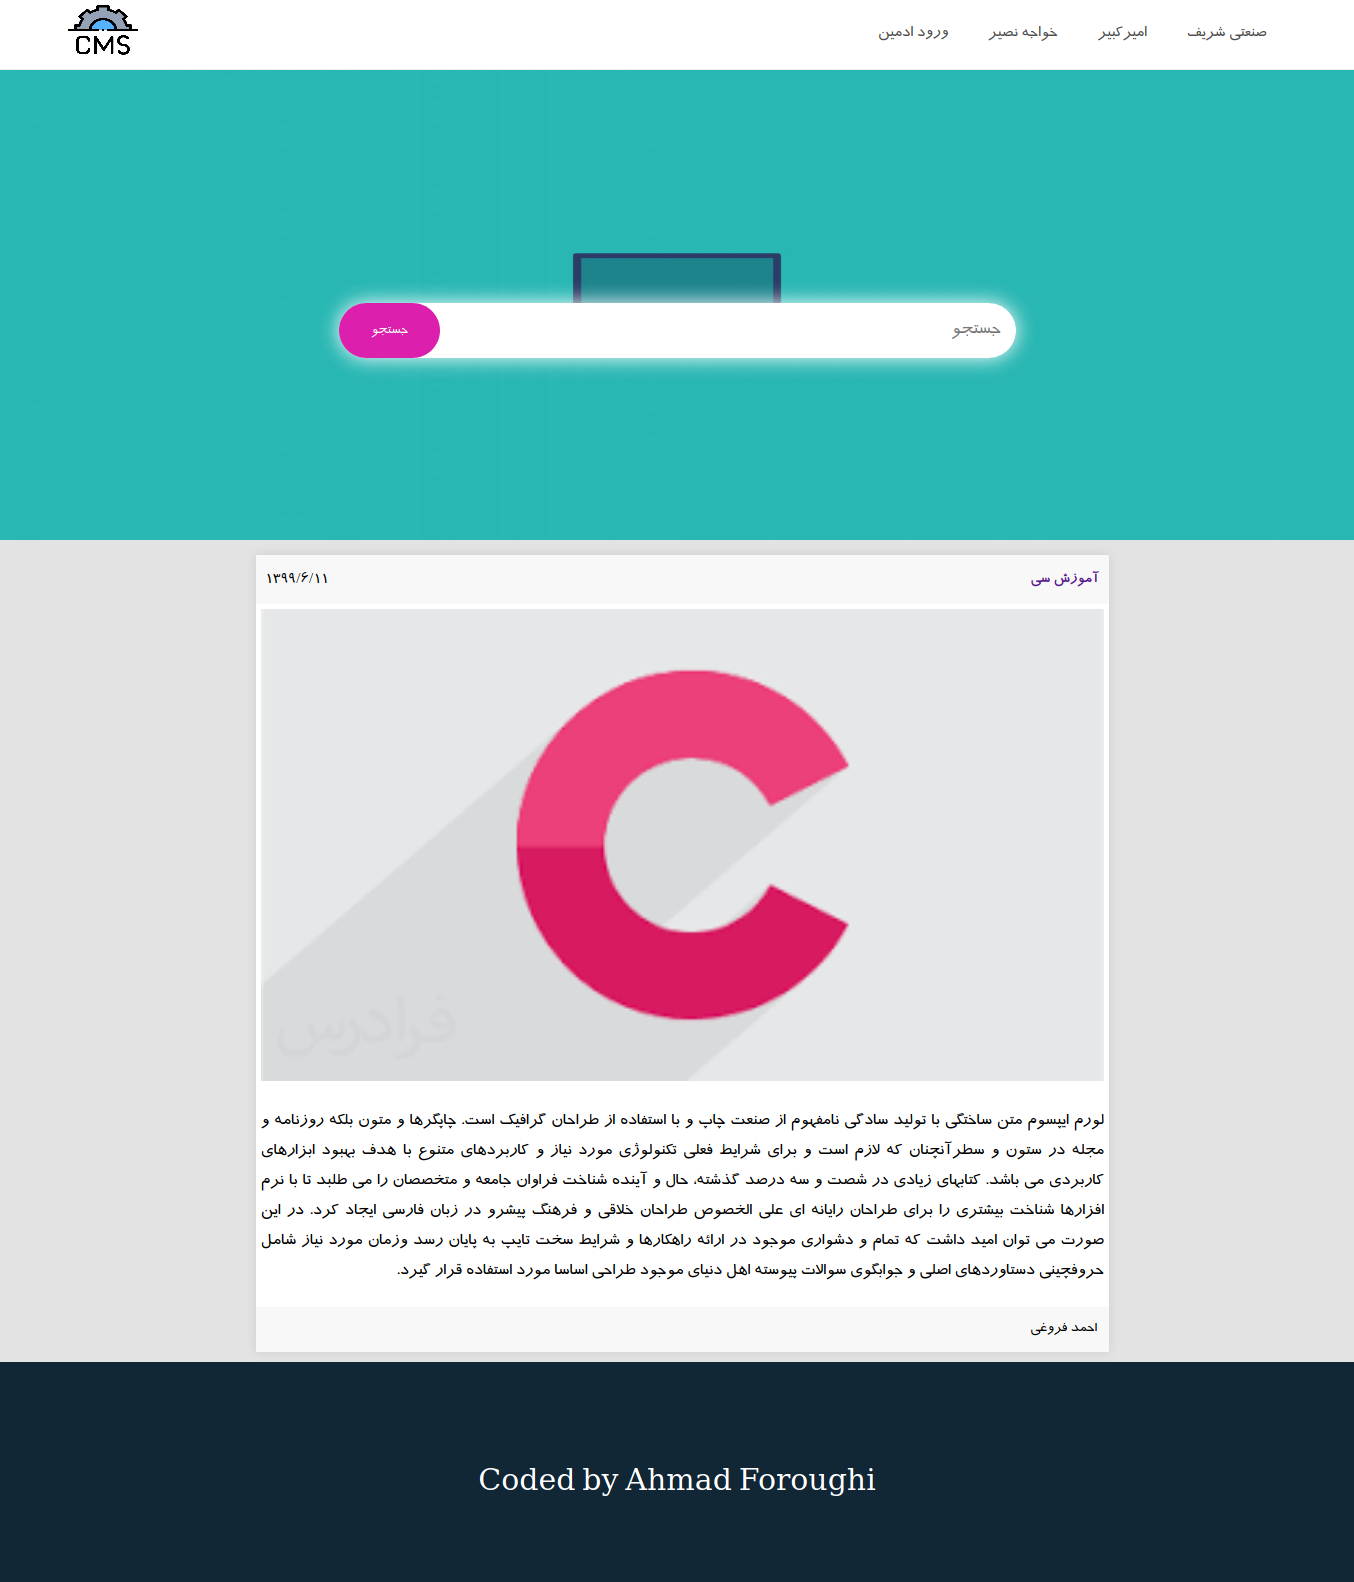 صنعتی شریف
امیرکبیر
خواجه نصیر
ورود ادمین
CMS
جستجو
جستجو
آموزش سی
۱۳۹۹/۶/۱۱
فرادرس
لورم ایپسوم متن ساختگی با تولید سادگی نامفهوم از صنعت چاپ و با استفاده از طراحان گرافیک است. چاپگرها و متون بلکه روزنامه و
مجله در ستون و سطرآنچنان که لازم است و برای شرایط فعلی تکنولوژی مورد نیاز و کاربردهای متنوع با هدف بهبود ابزارهای
کاربردی می باشد. کتابهای زیادی در شصت و سه درصد گذشته، حال و آینده شناخت فراوان جامعه و متخصصان را می طلبد تا با نرم
افزارها شناخت بیشتری را برای طراحان رایانه ای علی الخصوص طراحان خلاقی و فرهنگ پیشرو در زبان فارسی ایجاد کرد. در این
صورت می توان امید داشت که تمام و دشواری موجود در ارائه راهکارها و شرایط سخت تایپ به پایان رسد وزمان مورد نیاز شامل
حروفچینی دستاوردهای اصلی و جوابگوی سوالات پیوسته اهل دنیای موجود طراحی اساسا مورد استفاده قرار گیرد.
احمد فروغی
Coded by Ahmad Foroughi